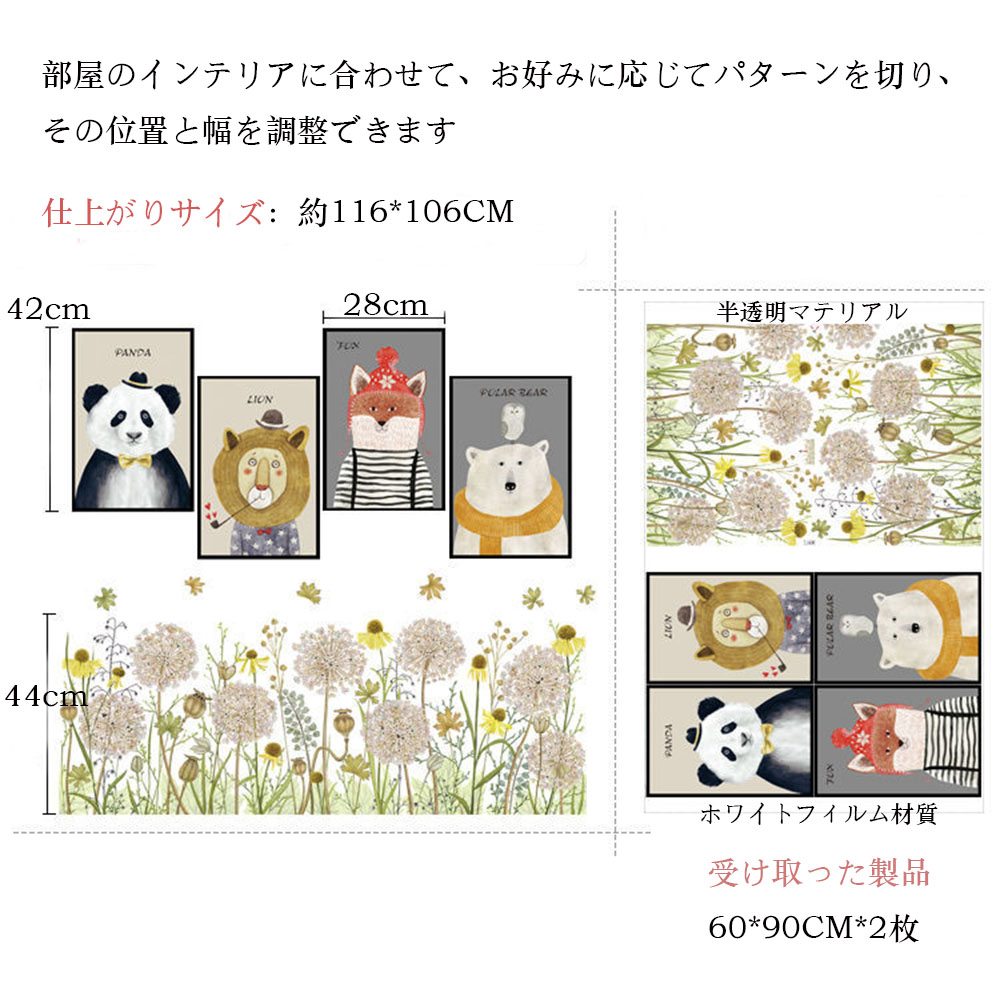 部屋のインテリアに合わせて、お好みに応じてパターンを切り、
その位置と幅を調整できます
仕上がりサイズ: 約116*106CM
42cm
28cm
PANDA
LION
FOX
POLAR BEAR
44cm
半透明マテリアル
LION
POLAR BEAR
PANDA
FOX
ホワイトフィルム材質
受け取った製品
60*90CM*2枚